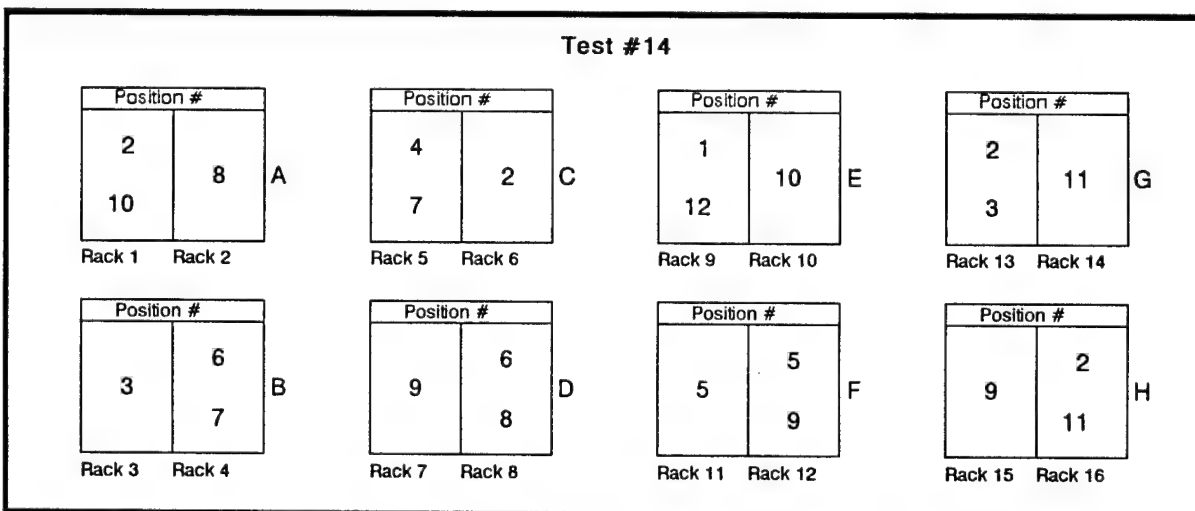 Test #14
Position # Position # Position # Position #
2 4 1 2
8 A 2 C 10 E 11 G
10 7 12 3
Rack 1 Rack 2 Rack 5 Rack 6 Rack 9 Rack 10 Rack 13 Rack 14
Position # Position # Position # Position #
6 6 5 2
3 B 9 D 5 F 9 H
7 8 9 11
Rack 3 Rack 4 Rack 7 Rack 8 Rack 11 Rack 12 Rack 15 Rack 16